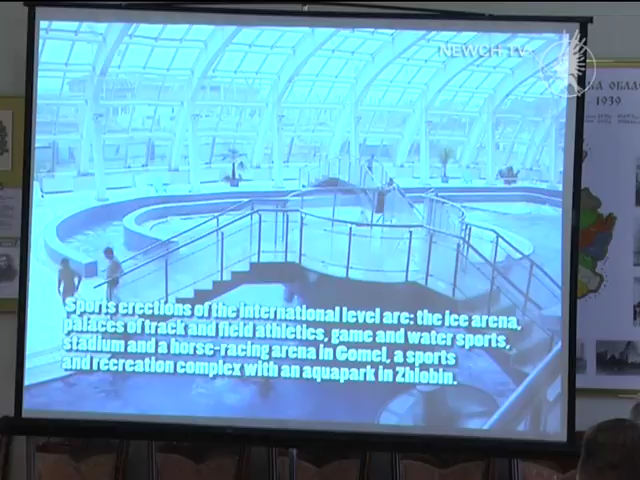 NEWCH TV
1939
Sports erections of the international level are: the ice arena,
palaces of track and field athletics, game and water sports,
stadium and a horse-racing arena in Gomel, a sports
and recreation complex with an aquapark in Zhlobin.